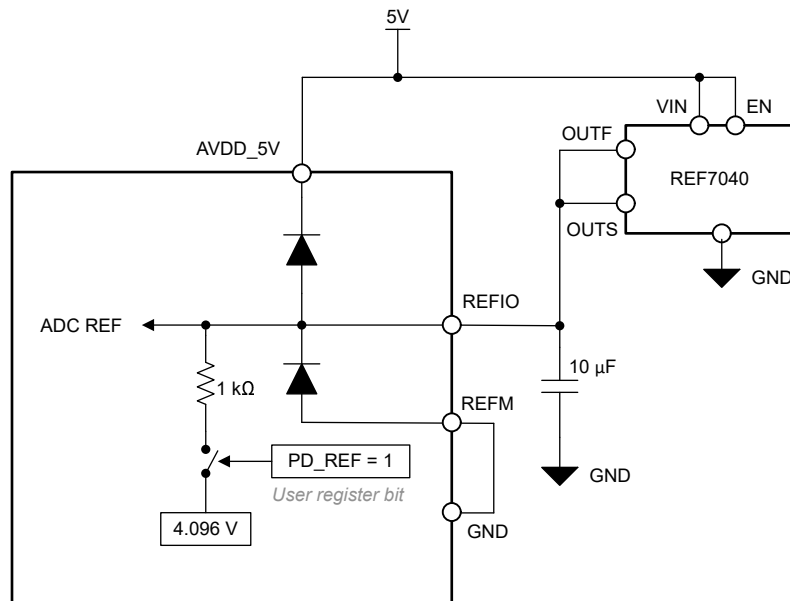 5V
VIN
EN
AVDD_5V
OUTF
REF7040
OUTS
GND
REFIO
ADC REF
1 kΩ
10 µF
REFM
PD_REF = 1
User register bit
GND
4.096 V
GND